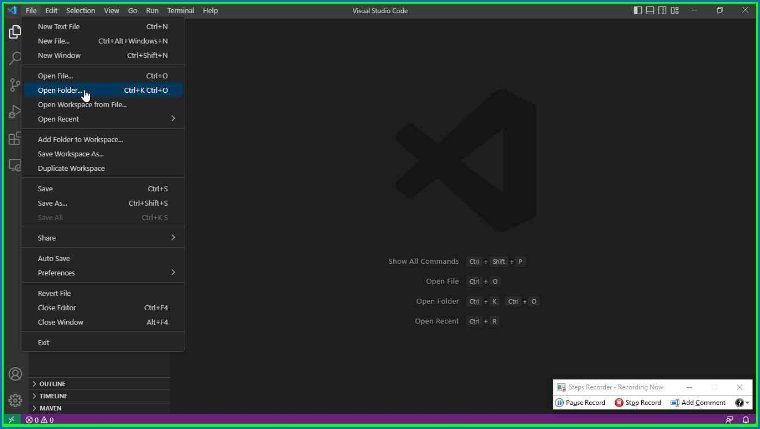 File Edit Selection View Go Run Terminal Help Visual Studio Code
New Text File Ctrl+N
New File... Ctrl+Alt+Windows+N
New Window Ctrl+Shift+N
Open File... Ctrl+O
Open Folder... Ctrl+K Ctrl+O
Open Workspace from File...
Open Recent
Add Folder to Workspace...
Save Workspace As...
Duplicate Workspace
Save Ctrl+S
Save As... Ctrl+Shift+S
Save All Ctrl+K S
Share
Auto Save
Preferences
Revert File
Close Editor Ctrl+F4
Close Window Alt+F4
Exit
Show All Commands Ctrl + Shift + P
Open File Ctrl + O
Open Folder Ctrl + K Ctrl + O
Open Recent Ctrl + R
OUTLINE
TIMELINE
MAVEN
0 0
Steps Recorder - Recording Now
Pause Record Stop Record Add Comment